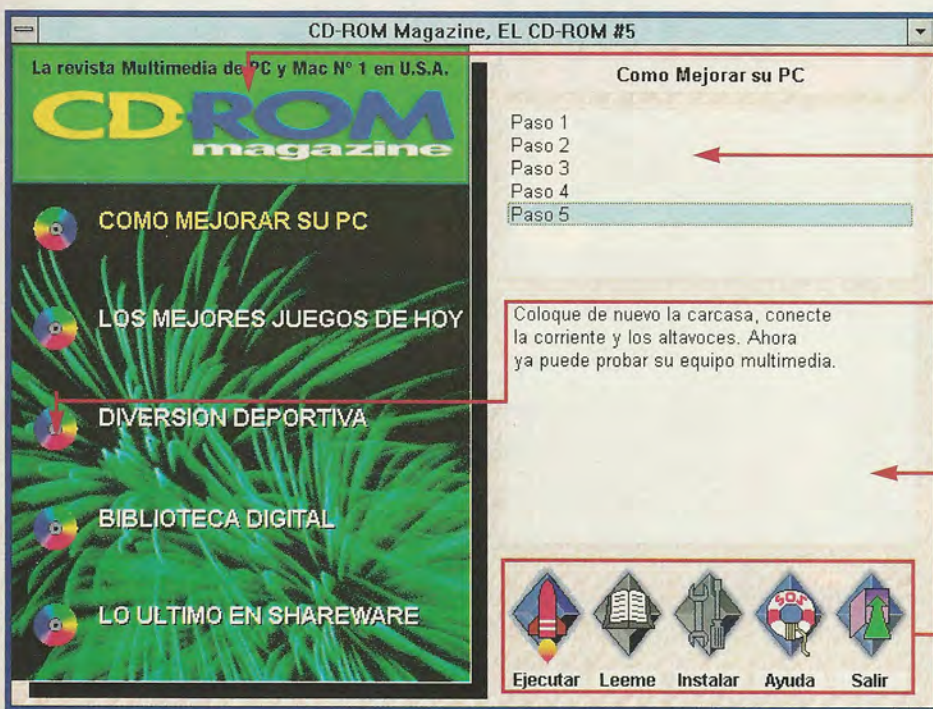 CD-ROM Magazine, EL CD-ROM #5
La revista Multimedia de PC y Mac Nº 1 en U.S.A.
CD-ROM
magazine
COMO MEJORAR SU PC
LOS MEJORES JUEGOS DE HOY
DIVERSION DEPORTIVA
BIBLIOTECA DIGITAL
LO ULTIMO EN SHAREWARE
Como Mejorar su PC
Paso 1
Paso 2
Paso 3
Paso 4
Paso 5
Coloque de nuevo la carcasa, conecte
la corriente y los altavoces. Ahora
ya puede probar su equipo multimedia.
SOS
Ejecutar Leeme Instalar Ayuda Salir